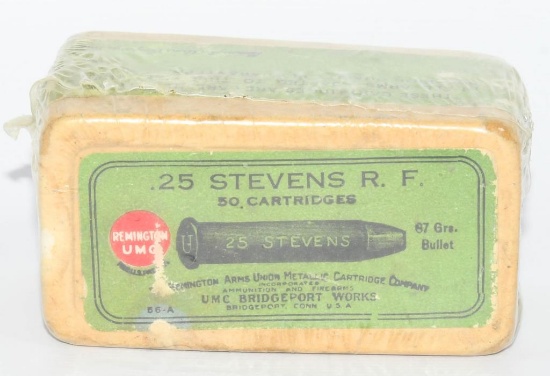 .25 STEVENS R. F.
50 CARTRIDGES
REMINGTON
UMC
U
25 STEVENS
67 Grs.
Bullet
REMINGTON ARMS UNION METALLIC CARTRIDGE COMPANY
INCORPORATED
AMMUNITION AND FIREARMS
UMC BRIDGEPORT WORKS
BRIDGEPORT, CONN. U.S.A.
66-A